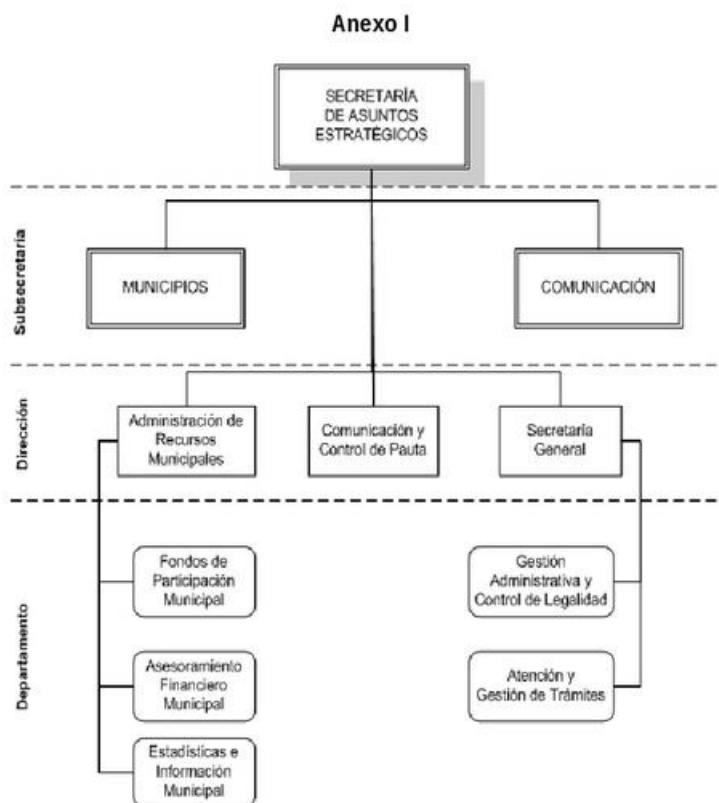 Anexo I
SECRETARÍA
DE ASUNTOS
ESTRATÉGICOS
Subsecretaría
MUNICIPIOS
COMUNICACIÓN
Dirección
Administración de
Recursos
Municipales
Comunicación y
Control de Pauta
Secretaría
General
Departamento
Fondos de
Participación
Municipal
Gestión
Administrativa y
Control de Legalidad
Asesoramiento
Financiero
Municipal
Atención y
Gestión de Trámites
Estadísticas e
Información
Municipal